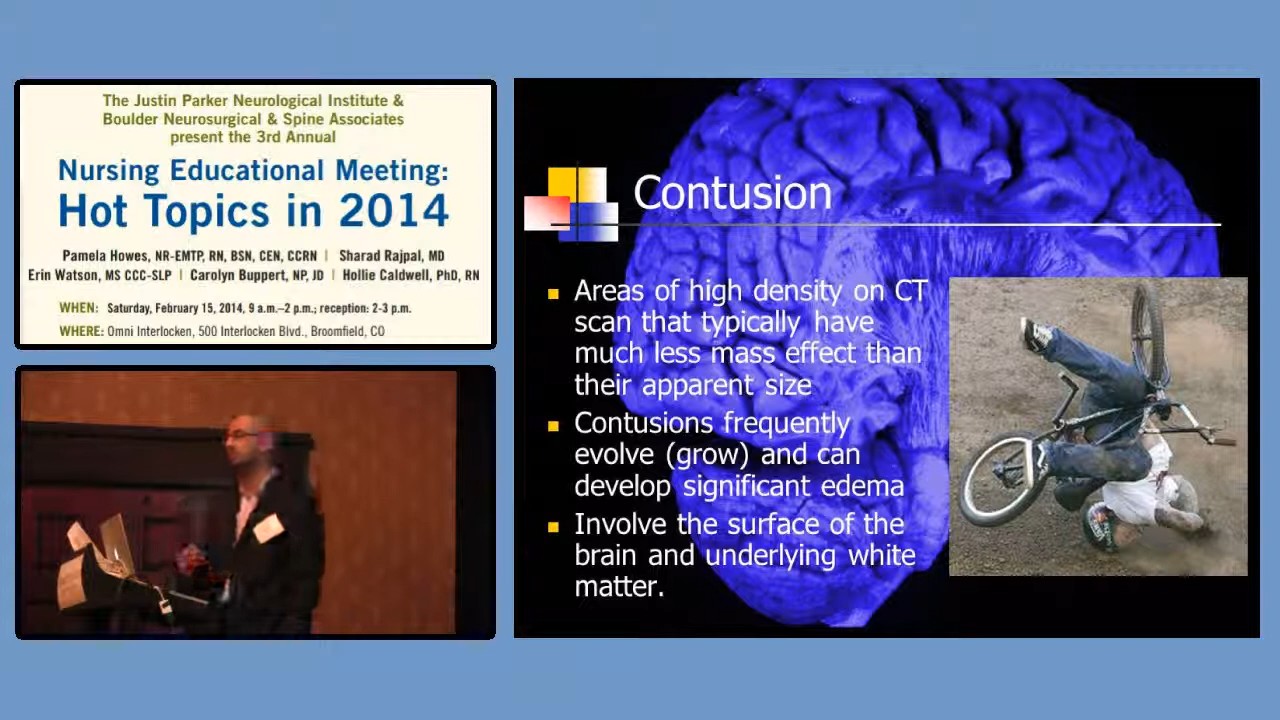 The Justin Parker Neurological Institute &
Boulder Neurosurgical & Spine Associates
present the 3rd Annual
Nursing Educational Meeting:
Hot Topics in 2014
Pamela Howes, NR-EMTP, RN, BSN, CEN, CCRN | Sharad Rajpal, MD
Erin Watson, MS CCC-SLP | Carolyn Buppert, NP, JD | Hollie Caldwell, PhD, RN
WHEN: Saturday, February 15, 2014, 9 a.m.–2 p.m.; reception: 2-3 p.m.
WHERE: Omni Interlocken, 500 Interlocken Blvd., Broomfield, CO
Contusion
Areas of high density on CT
scan that typically have
much less mass effect than
their apparent size
Contusions frequently
evolve (grow) and can
develop significant edema
Involve the surface of the
brain and underlying white
matter.